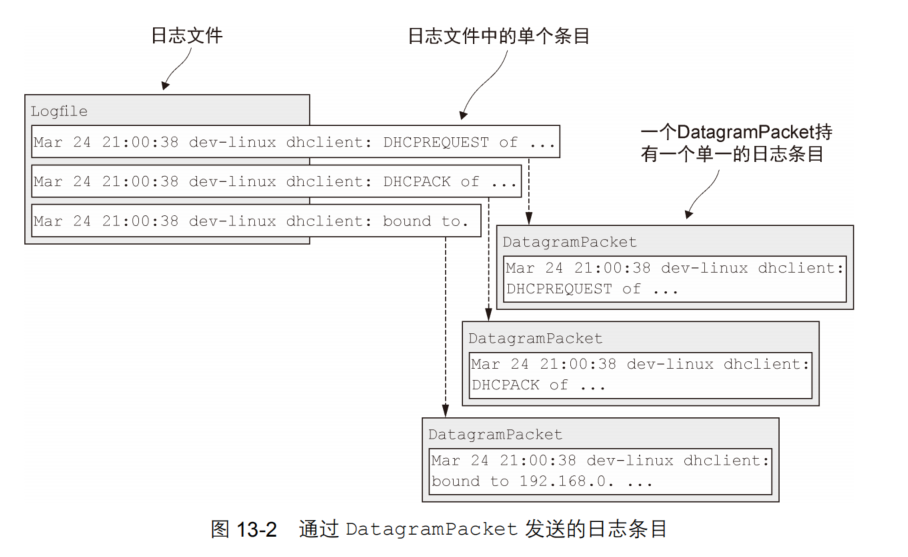 日志文件
日志文件中的单个条目
Logfile
Mar 24 21:00:38 dev-linux dhclient: DHCPREQUEST of ...
Mar 24 21:00:38 dev-linux dhclient: DHCPACK of ...
Mar 24 21:00:38 dev-linux dhclient: bound to.
一个DatagramPacket持
有一个单一的日志条目
DatagramPacket
Mar 24 21:00:38 dev-linux dhclient:
DHCPREQUEST of ...
DatagramPacket
Mar 24 21:00:38 dev-linux dhclient:
DHCPACK of ...
DatagramPacket
Mar 24 21:00:38 dev-linux dhclient:
bound to 192.168.0. ...
图 13-2 通过 DatagramPacket 发送的日志条目